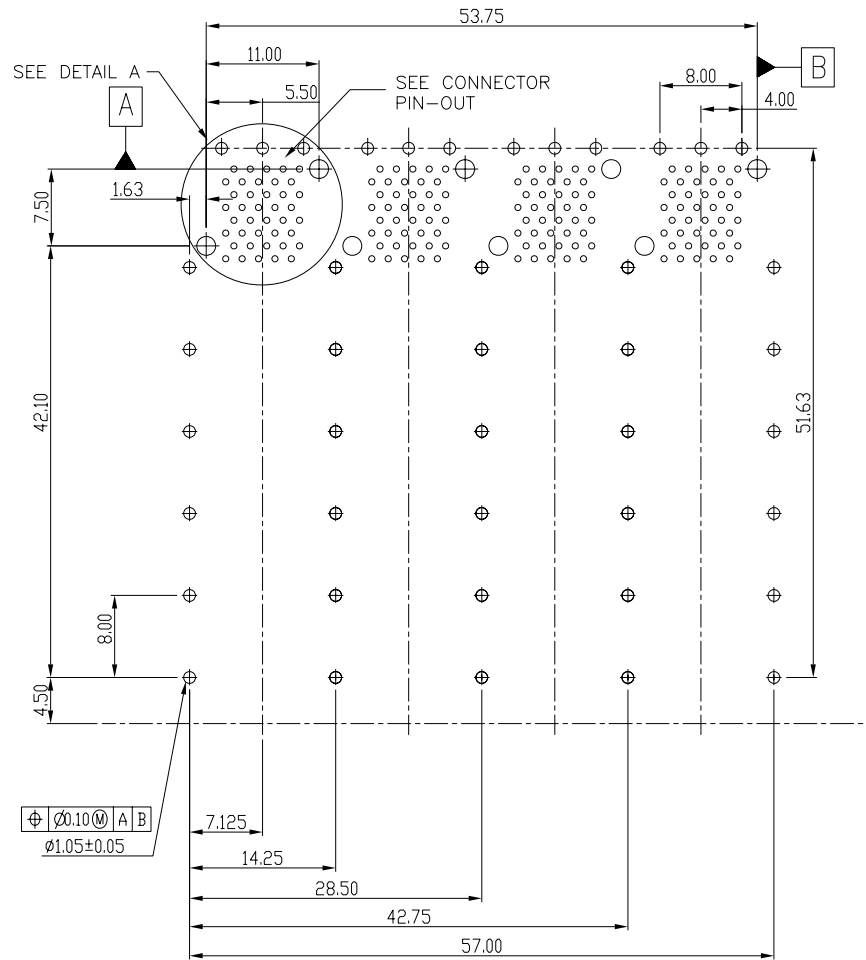 53.75
11.00
SEE DETAIL A
5.50
SEE CONNECTOR
PIN-OUT
8.00
B
4.00
A
1.63
7.50
42.10
51.63
8.00
4.50
⌖ Ø0.10 Ⓜ A B
Ø1.05±0.05
7.125
14.25
28.50
42.75
57.00